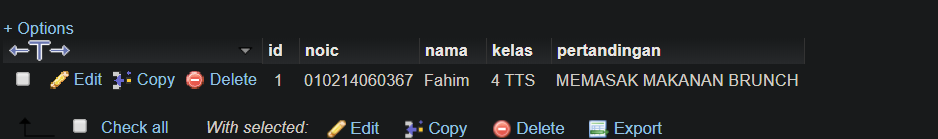 + Options
id noic nama kelas pertandingan
Edit Copy Delete 1 010214060367 Fahim 4 TTS MEMASAK MAKANAN BRUNCH
Check all With selected: Edit Copy Delete Export